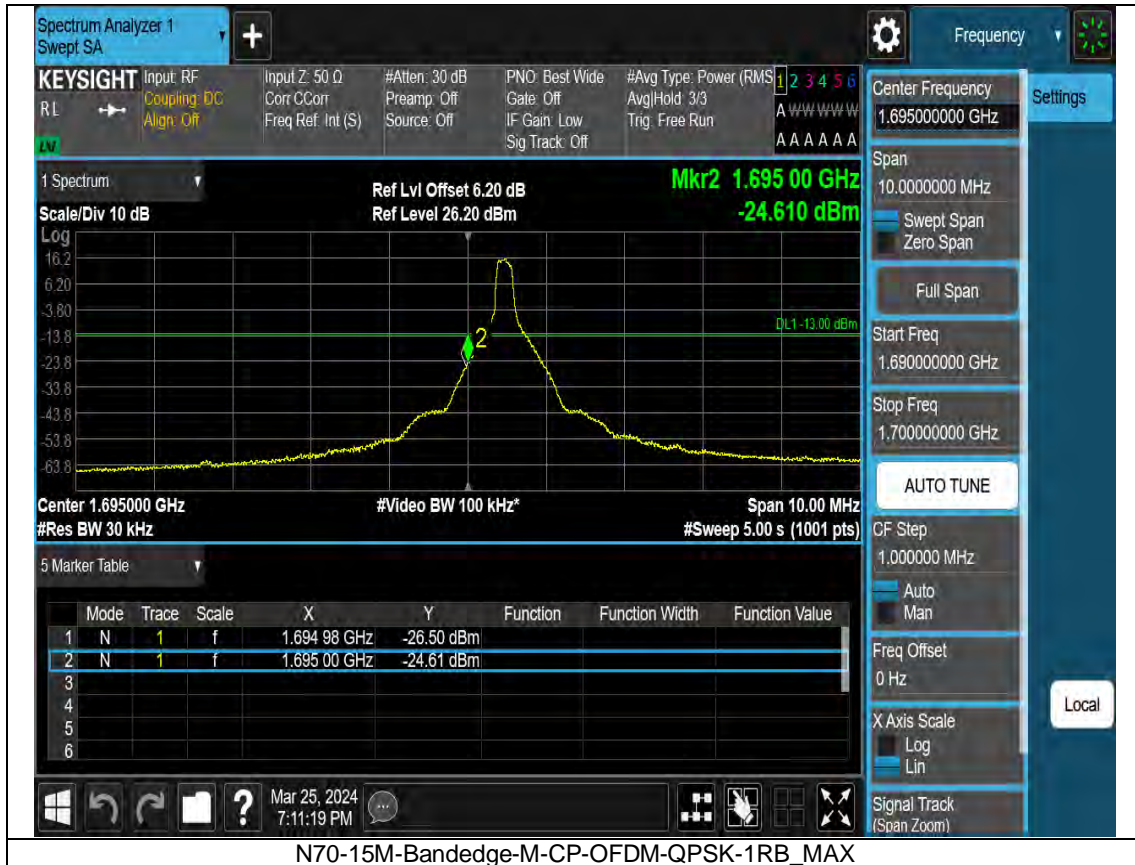 Spectrum Analyzer 1
Swept SA
+
Frequency
KEYSIGHT
RL
Input: RF
Coupling: DC
Align: Off
Input Z: 50 Ω
Corr CCorr
Freq Ref: Int (S)
#Atten: 30 dB
Preamp: Off
Source: Off
PNO: Best Wide
Gate: Off
IF Gain: Low
Sig Track: Off
#Avg Type: Power (RMS
Avg|Hold: 3/3
Trig: Free Run
1 2 3 4 5 6
A W W W W W
A A A A A A
1 Spectrum
Scale/Div 10 dB
Ref Lvl Offset 6.20 dB
Ref Level 26.20 dBm
Mkr2 1.695 00 GHz
-24.610 dBm
Log
16.2
6.20
-3.80
-13.8
-23.8
-33.8
-43.8
-53.8
-63.8
2
DL1 -13.00 dBm
Center 1.695000 GHz
#Res BW 30 kHz
#Video BW 100 kHz*
Span 10.00 MHz
#Sweep 5.00 s (1001 pts)
5 Marker Table
Mode Trace Scale X Y Function Function Width Function Value
1 N 1 f 1.694 98 GHz -26.50 dBm
2 N 1 f 1.695 00 GHz -24.61 dBm
3
4
5
6
?
Mar 25, 2024
7:11:19 PM
Center Frequency
1.695000000 GHz
Settings
Span
10.0000000 MHz
Swept Span
Zero Span
Full Span
Start Freq
1.690000000 GHz
Stop Freq
1.700000000 GHz
AUTO TUNE
CF Step
1.000000 MHz
Auto
Man
Freq Offset
0 Hz
X Axis Scale
Log
Lin
Local
Signal Track
(Span Zoom)
N70-15M-Bandedge-M-CP-OFDM-QPSK-1RB_MAX